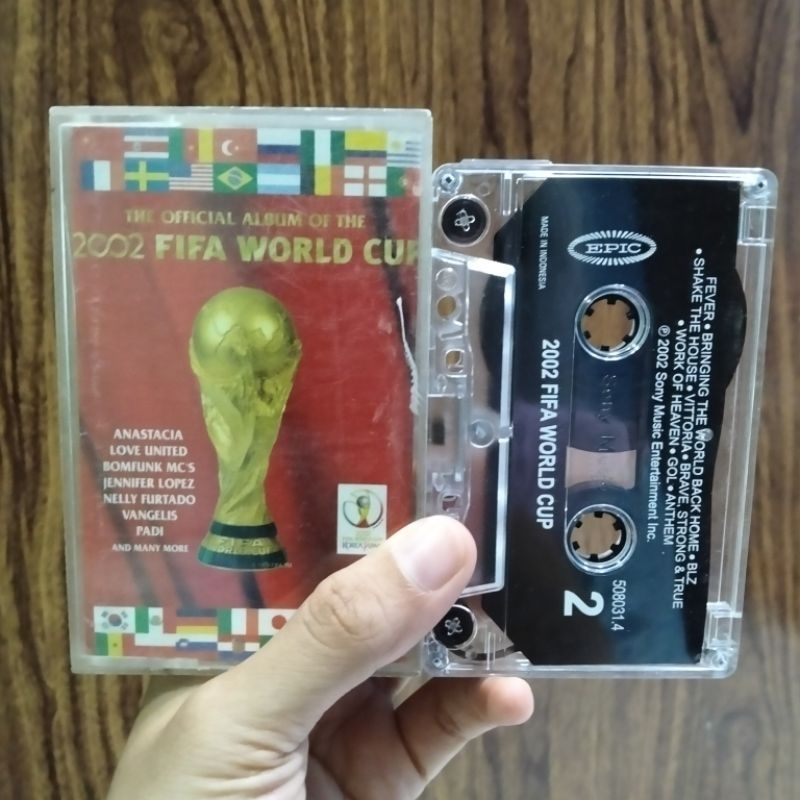 THE OFFICIAL ALBUM OF THE
2002 FIFA WORLD CUP
ANASTACIA
LOVE UNITED
BOMFUNK MC'S
JENNIFER LOPEZ
NELLY FURTADO
VANGELIS
PADI
AND MANY MORE
FIFA
WORLD CUP
EPIC
MADE IN INDONESIA
FEVER • BRINGING THE WORLD BACK HOME • BLZ
• SHAKE THE HOUSE • VITTORIA • BRAVE, STRONG & TRUE
• WORK OF HEAVEN • GOL • ANTHEM
℗ 2002 Sony Music Entertainment Inc.
2002 FIFA WORLD CUP
508031.4
2